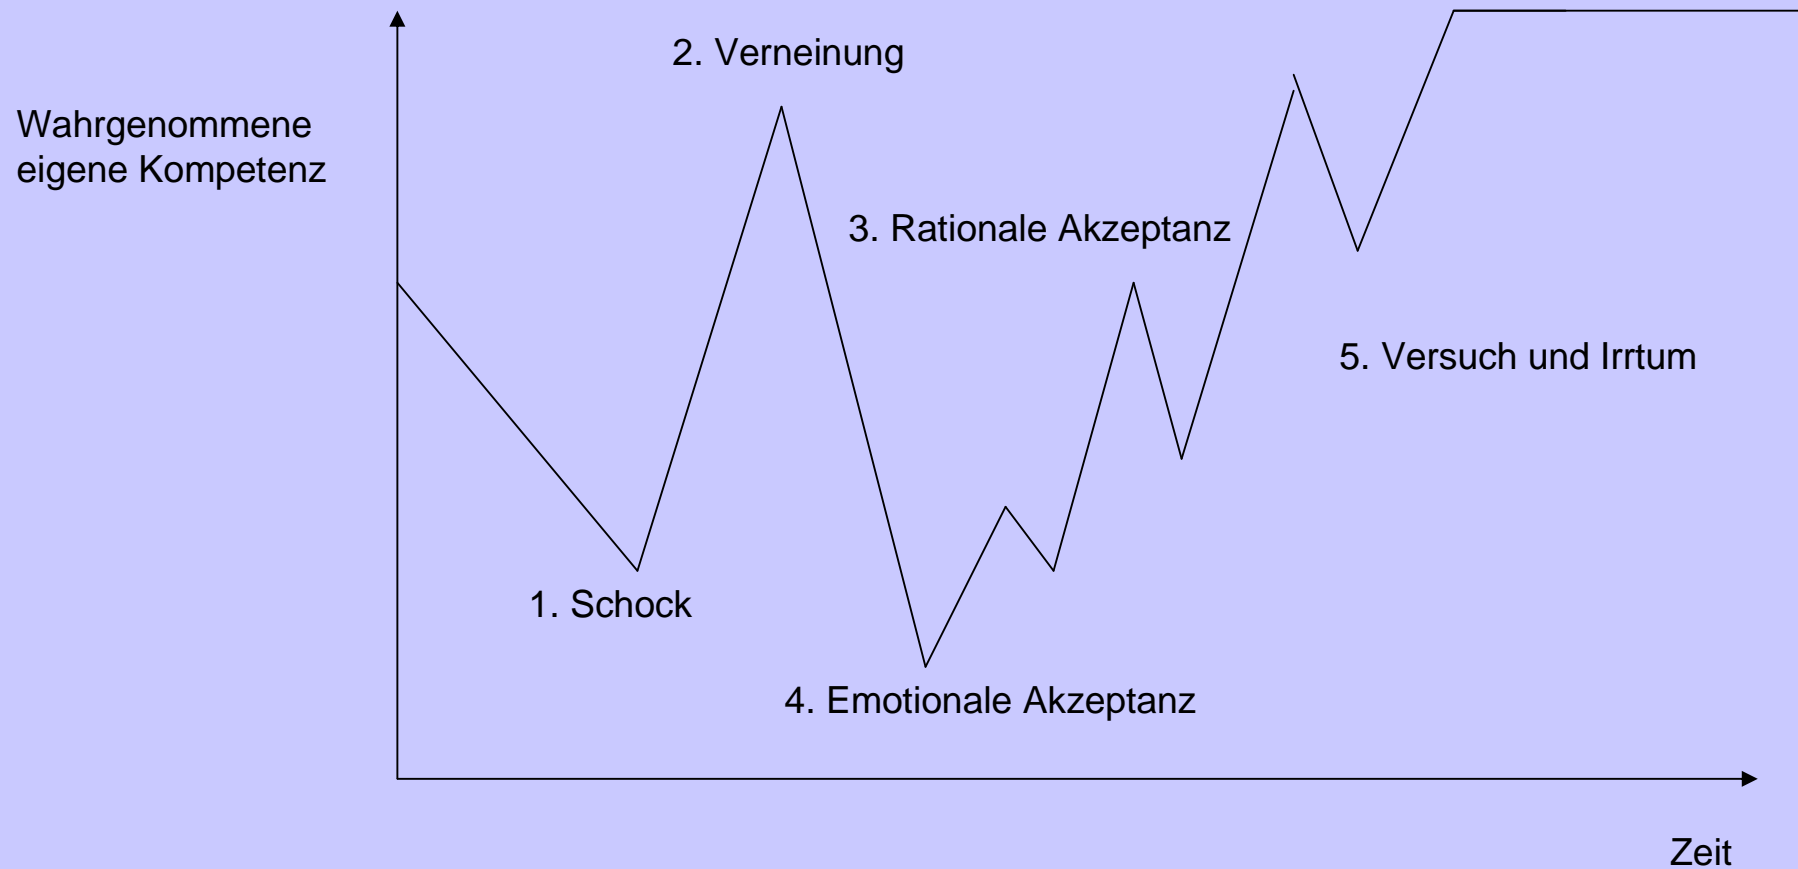 2. Verneinung
Wahrgenommene
eigene Kompetenz
3. Rationale Akzeptanz
5. Versuch und Irrtum
1. Schock
4. Emotionale Akzeptanz
Zeit